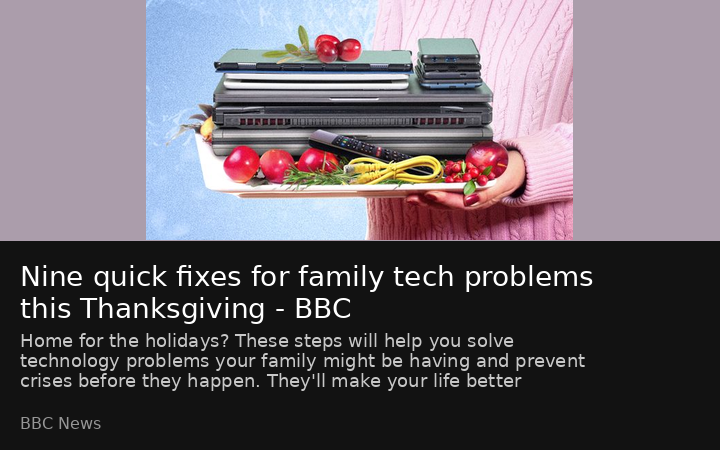 Nine quick fixes for family tech problems
this Thanksgiving - BBC
Home for the holidays? These steps will help you solve
technology problems your family might be having and prevent
crises before they happen. They'll make your life better
BBC News